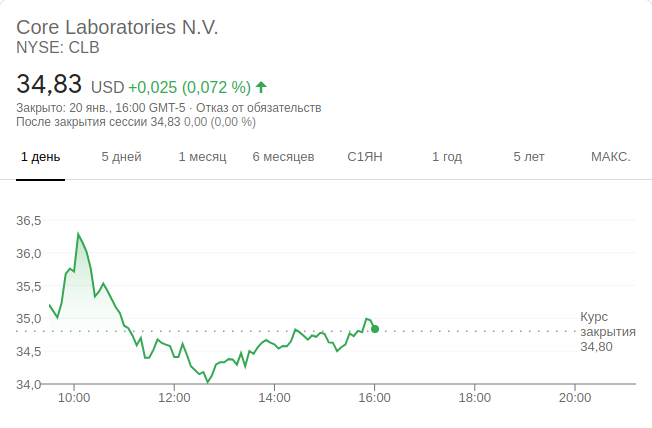 Core Laboratories N.V.
NYSE: CLB
34,83 USD +0,025 (0,072 %)
Закрыто: 20 янв., 16:00 GMT-5 · Отказ от обязательств
После закрытия сессии 34,83 0,00 (0,00 %)
1 день 5 дней 1 месяц 6 месяцев С1ЯН 1 год 5 лет МАКС.
36,5
36,0
35,5
35,0
Курс
закрытия
34,80
34,5
34,0
10:00 12:00 14:00 16:00 18:00 20:00